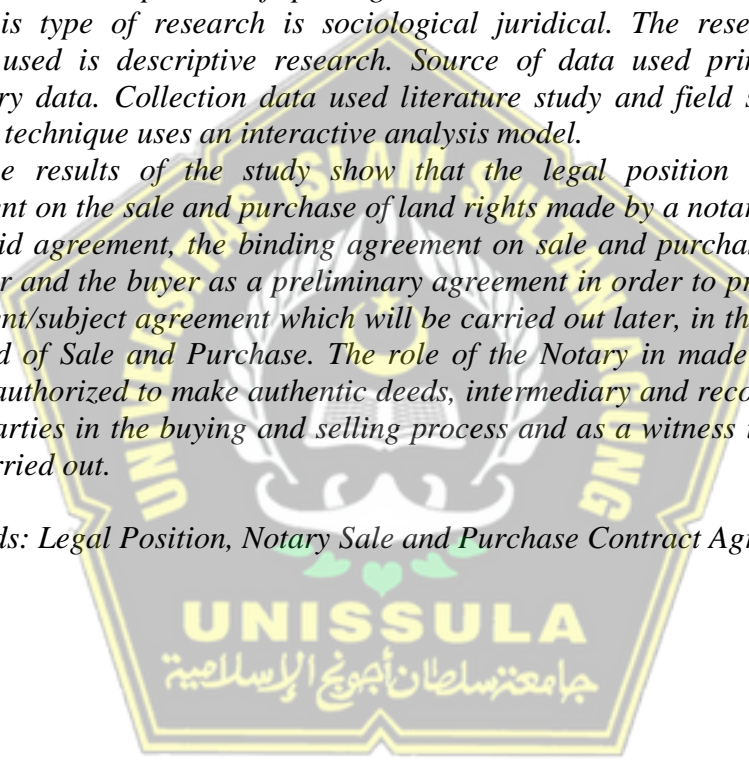 is type of research is sociological juridical. The rese
used is descriptive research. Source of data used pri
ry data. Collection data used literature study and field s
technique uses an interactive analysis model.
e results of the study show that the legal position
nt on the sale and purchase of land rights made by a notar
id agreement, the binding agreement on sale and purchas
r and the buyer as a preliminary agreement in order to pr
nt/subject agreement which will be carried out later, in th
d of Sale and Purchase. The role of the Notary in made
authorized to make authentic deeds, intermediary and reco
arties in the buying and selling process and as a witness i
rried out.
ds: Legal Position, Notary Sale and Purchase Contract Agr
UNIVERSITAS ISLAM SULTAN AGUNG
UNISSULA
جامعة سلطان أجونج الإسلامية